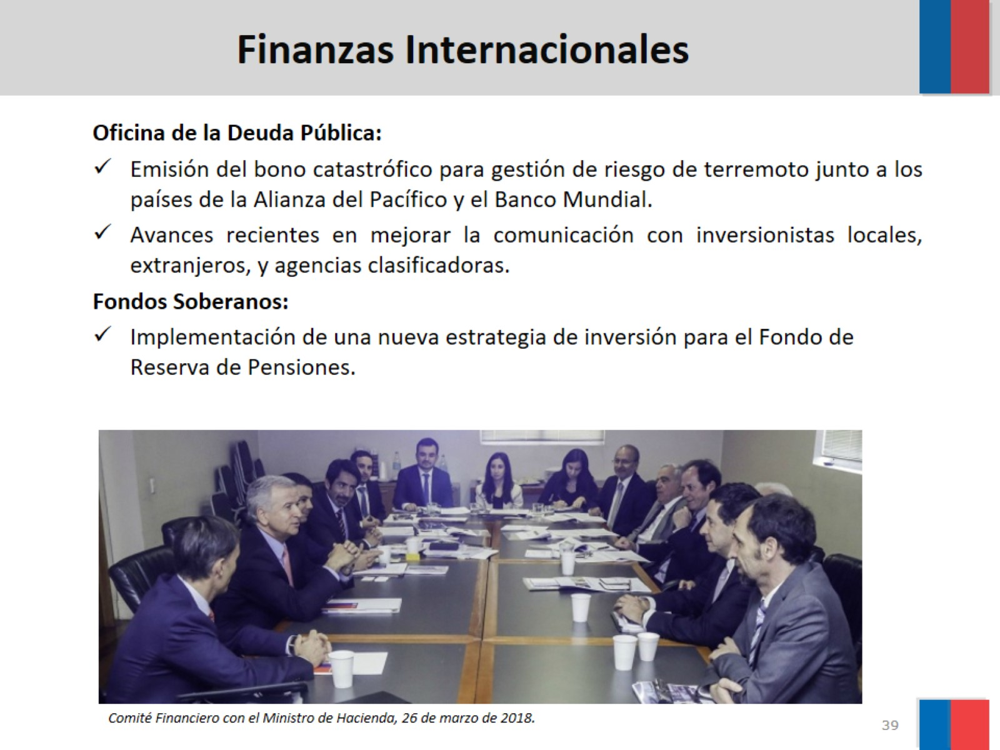 Finanzas Internacionales
Oficina de la Deuda Pública:
✓ Emisión del bono catastrófico para gestión de riesgo de terremoto junto a los
países de la Alianza del Pacífico y el Banco Mundial.
✓ Avances recientes en mejorar la comunicación con inversionistas locales,
extranjeros, y agencias clasificadoras.
Fondos Soberanos:
✓ Implementación de una nueva estrategia de inversión para el Fondo de
Reserva de Pensiones.
Comité Financiero con el Ministro de Hacienda, 26 de marzo de 2018.
39